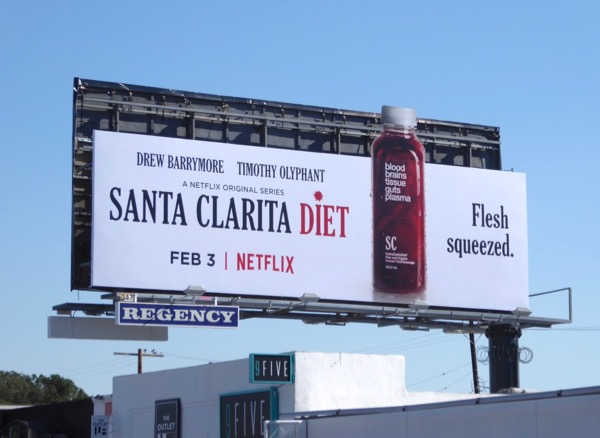 DREW BARRYMORE TIMOTHY OLYPHANT
A NETFLIX ORIGINAL SERIES
SANTA CLARITA DIET
FEB 3 | NETFLIX
blood
brains
tissue
guts
plasma
SC
Flesh
squeezed.
REGENCY
9FIVE
9FIVE
THE
OUTLET